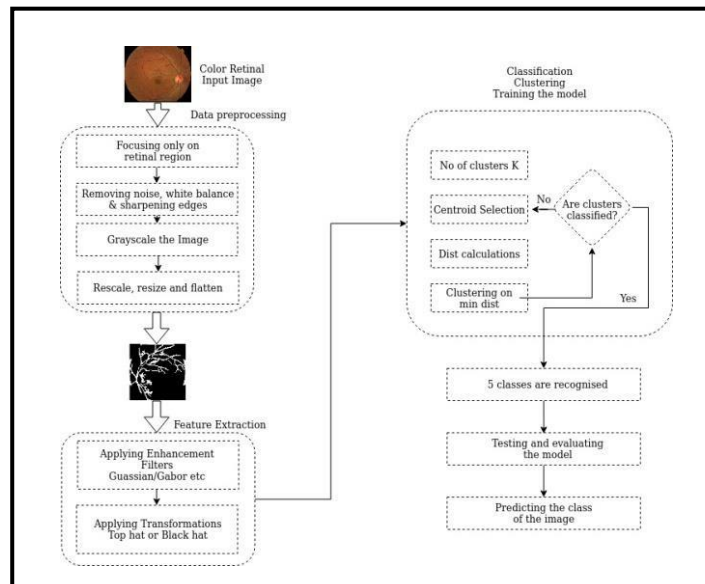 Color Retinal
Input Image
Data preprocessing
Focusing only on
retinal region
Removing noise, white balance
& sharpening edges
Grayscale the Image
Rescale, resize and flatten
Feature Extraction
Applying Enhancement
Filters
Guassian/Gabor etc
Applying Transformations
Top hat or Black hat
Classification
Clustering
Training the model
No of clusters K
Centroid Selection
No
Are clusters
classified?
Dist calculations
Clustering on
min dist
Yes
5 classes are recognised
Testing and evaluating
the model
Predicting the class
of the image